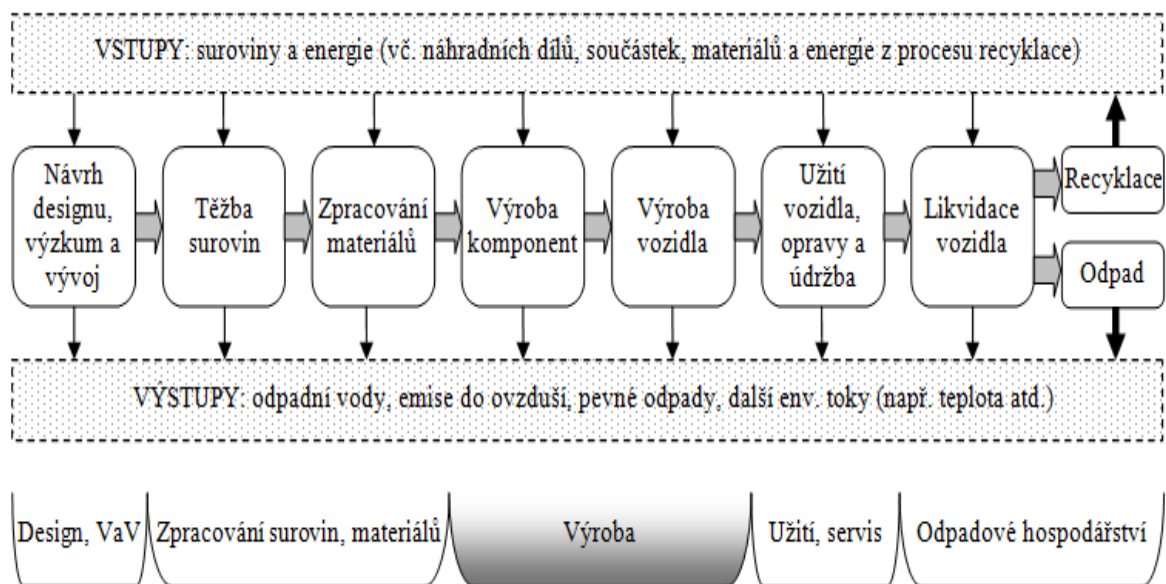 VSTUPY: suroviny a energie (vč. náhradních dílů, součástek, materiálů a energie z procesu recyklace)
Návrh
designu,
výzkum a
vývoj
Těžba
surovin
Zpracování
materiálů
Výroba
komponent
Výroba
vozidla
Užití
vozidla,
opravy a
údržba
Likvidace
vozidla
Recyklace
Odpad
VÝSTUPY: odpadní vody, emise do ovzduší, pevné odpady, další env. toky (např. teplota atd.)
Design, VaV
Zpracování surovin, materiálů
Výroba
Užití, servis
Odpadové hospodářství